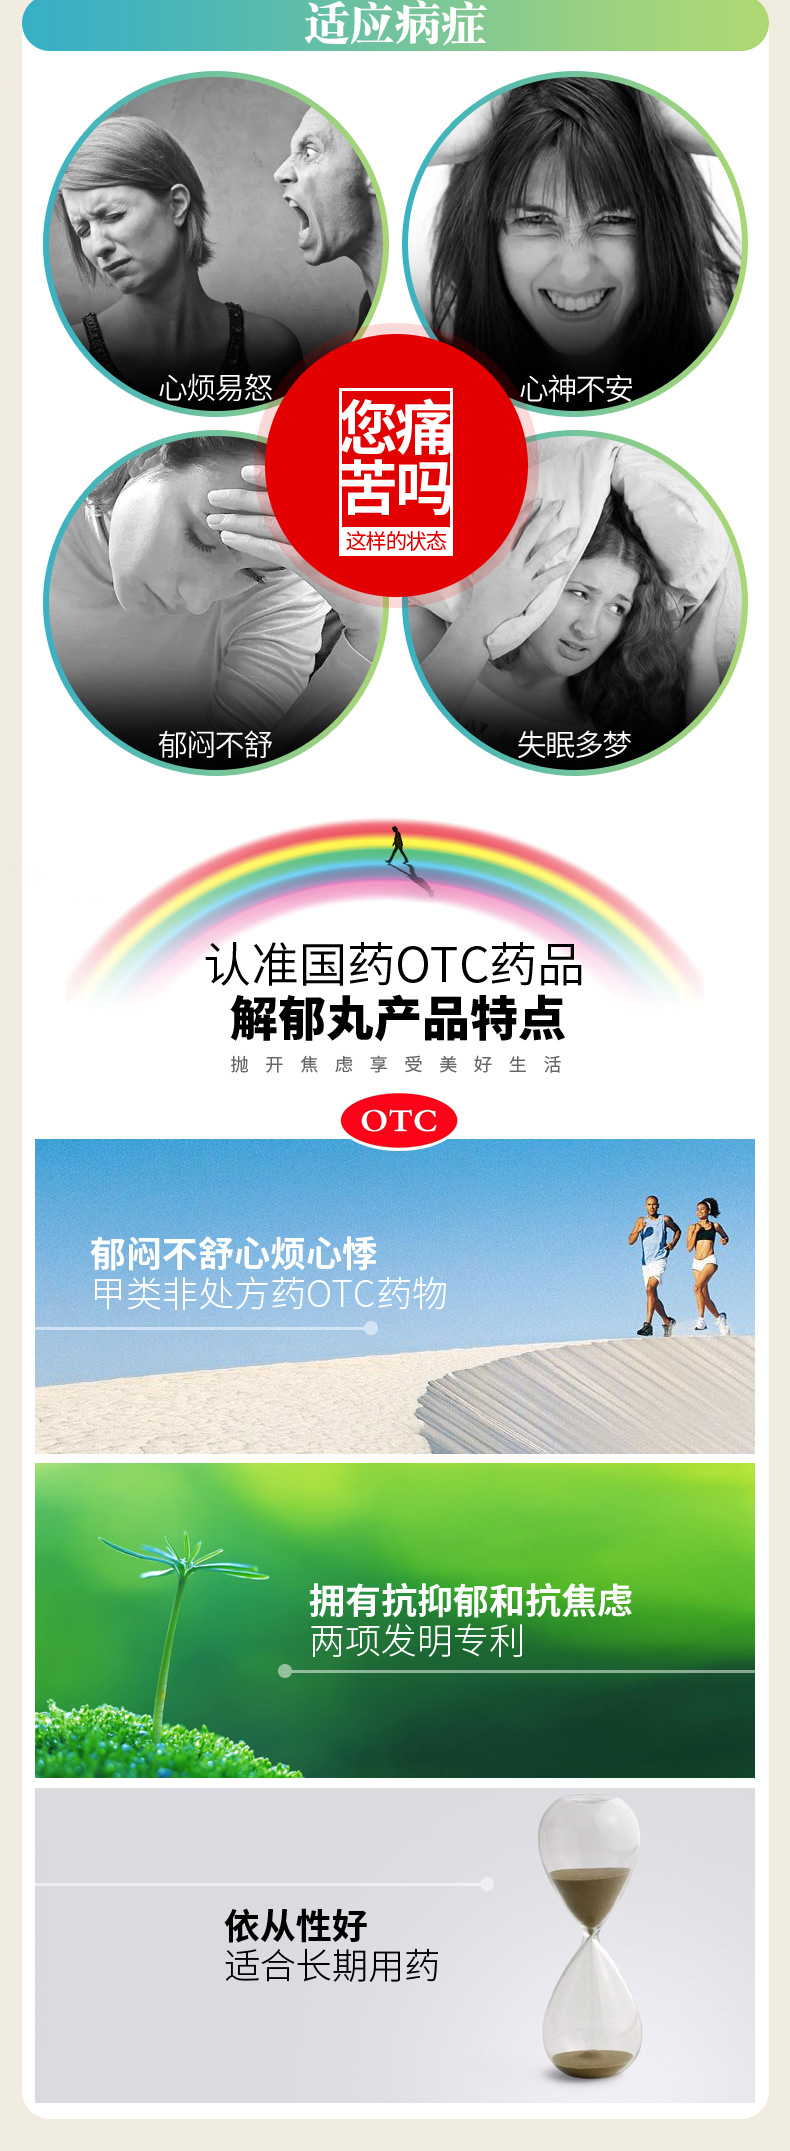 适应病症
心烦易怒
心神不安
您痛
苦吗
这样的状态
郁闷不舒
失眠多梦
认准国药OTC药品
解郁丸产品特点
抛开焦虑享受美好生活
OTC
郁闷不舒心烦心悸
甲类非处方药OTC药物
拥有抗抑郁和抗焦虑
两项发明专利
依从性好
适合长期用药